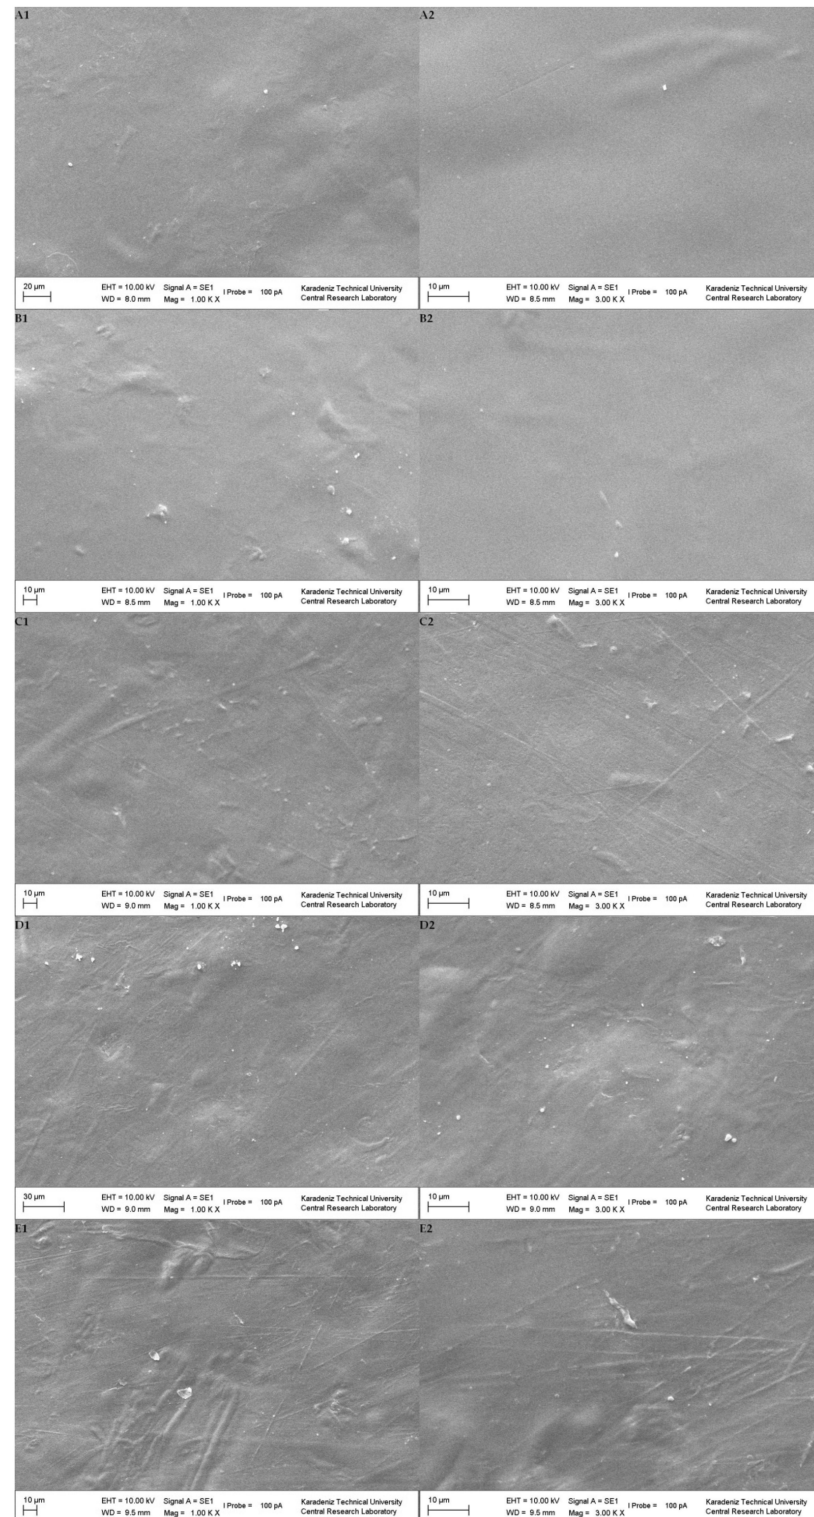 A1
20 µm
EHT = 10.00 kV Signal A = SE1 I Probe = 100 pA Karadeniz Technical University
WD = 8.0 mm Mag = 1.00 K X Central Research Laboratory
A2
10 µm
EHT = 10.00 kV Signal A = SE1 I Probe = 100 pA Karadeniz Technical University
WD = 8.5 mm Mag = 3.00 K X Central Research Laboratory
B1
10 µm
EHT = 10.00 kV Signal A = SE1 I Probe = 100 pA Karadeniz Technical University
WD = 8.5 mm Mag = 1.00 K X Central Research Laboratory
B2
10 µm
EHT = 10.00 kV Signal A = SE1 I Probe = 100 pA Karadeniz Technical University
WD = 8.5 mm Mag = 3.00 K X Central Research Laboratory
C1
10 µm
EHT = 10.00 kV Signal A = SE1 I Probe = 100 pA Karadeniz Technical University
WD = 9.0 mm Mag = 1.00 K X Central Research Laboratory
C2
10 µm
EHT = 10.00 kV Signal A = SE1 I Probe = 100 pA Karadeniz Technical University
WD = 8.5 mm Mag = 3.00 K X Central Research Laboratory
D1
30 µm
EHT = 10.00 kV Signal A = SE1 I Probe = 100 pA Karadeniz Technical University
WD = 9.0 mm Mag = 1.00 K X Central Research Laboratory
D2
10 µm
EHT = 10.00 kV Signal A = SE1 I Probe = 100 pA Karadeniz Technical University
WD = 9.0 mm Mag = 3.00 K X Central Research Laboratory
E1
10 µm
EHT = 10.00 kV Signal A = SE1 I Probe = 100 pA Karadeniz Technical University
WD = 9.5 mm Mag = 1.00 K X Central Research Laboratory
E2
10 µm
EHT = 10.00 kV Signal A = SE1 I Probe = 100 pA Karadeniz Technical University
WD = 9.5 mm Mag = 3.00 K X Central Research Laboratory